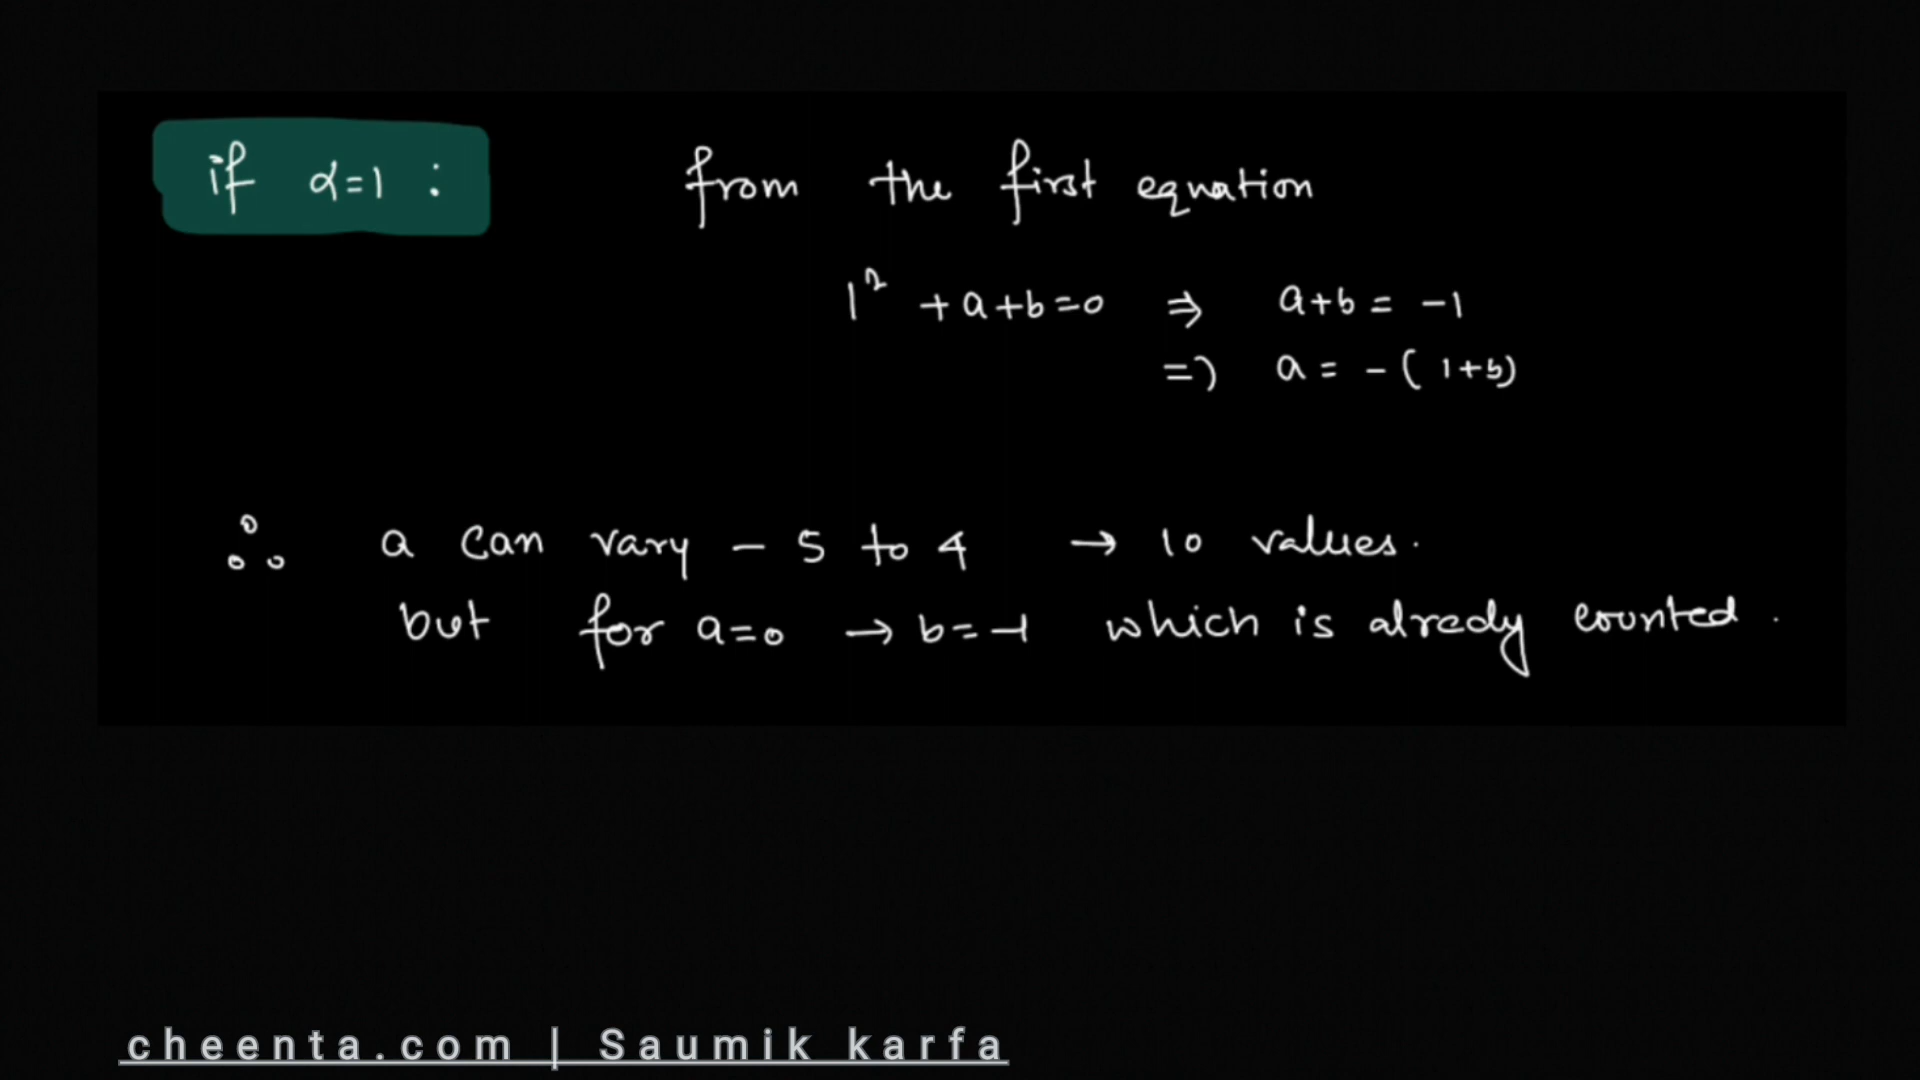 if α=1 : from the first equation
1² + a+b=0 ⇒ a+b = -1
=> a = -(1+b)
∴ a can vary - 5 to 4 → 10 values.
but for a=0 → b=-1 which is alredy counted.
cheenta.com | Saumik karfa